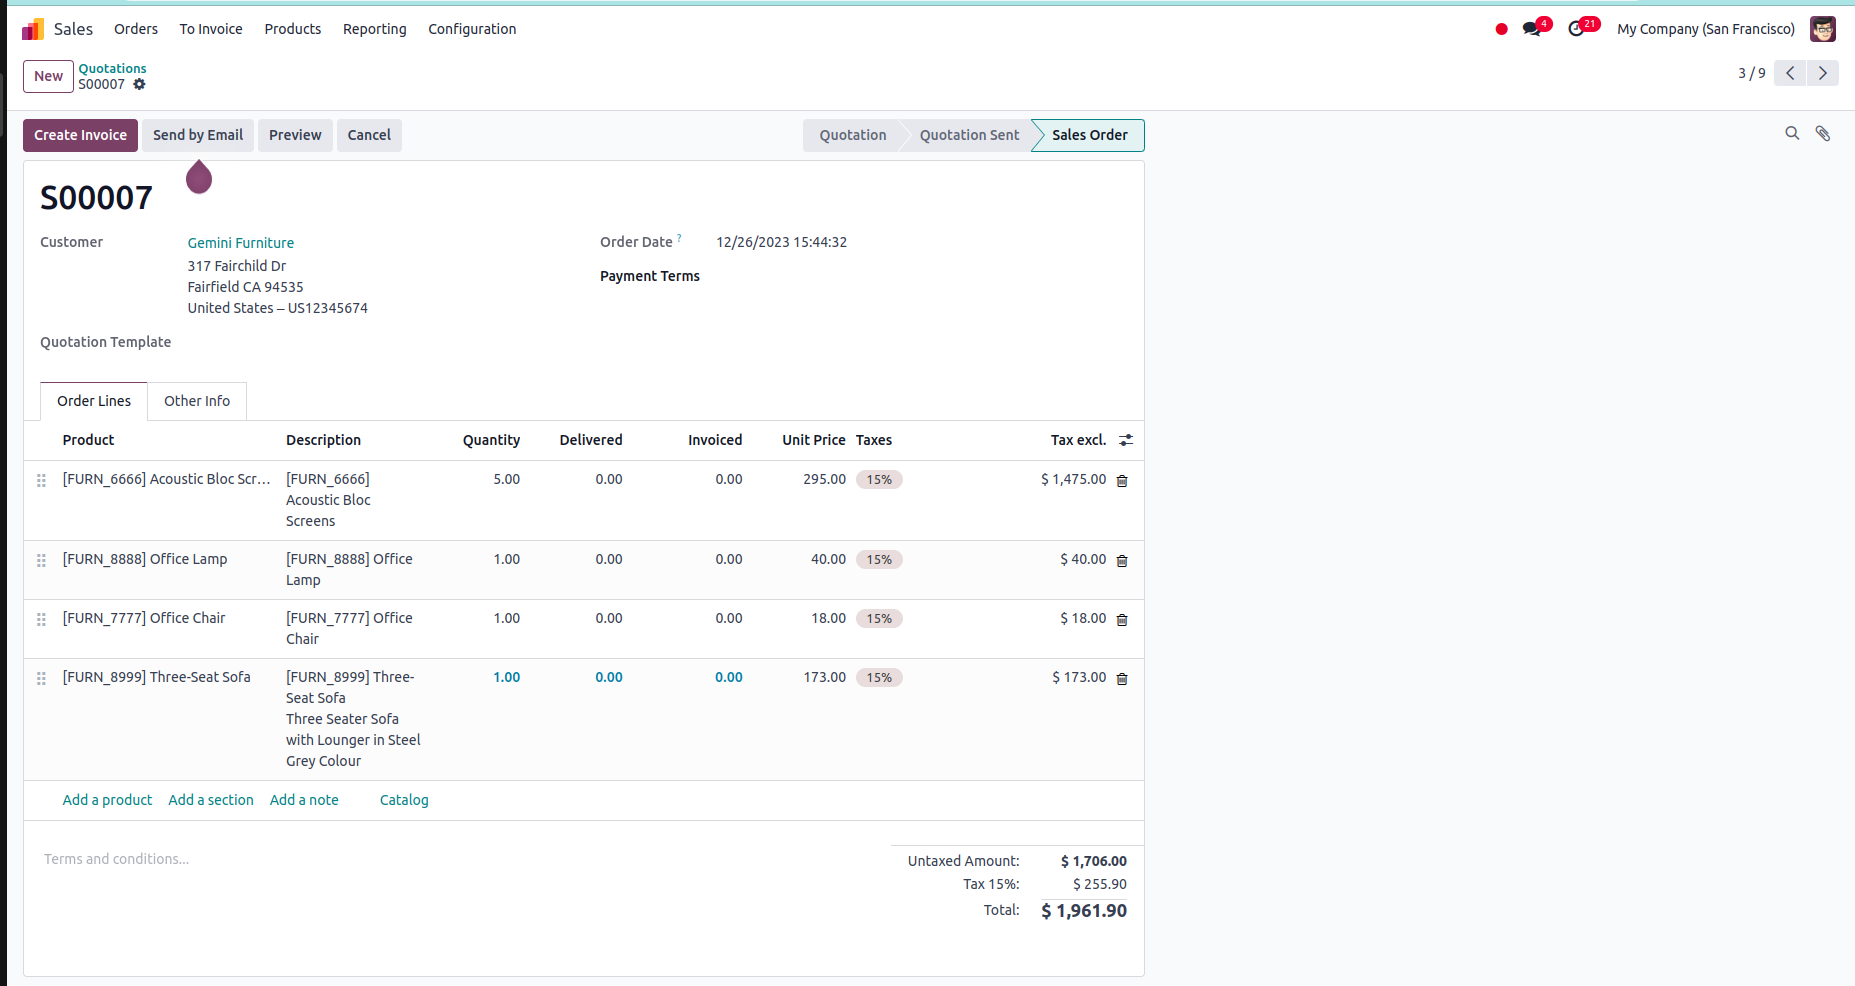 Sales Orders To Invoice Products Reporting Configuration 4 21 My Company (San Francisco)
New Quotations 3 / 9
S00007
Create Invoice Send by Email Preview Cancel Quotation Quotation Sent Sales Order
S00007
Customer Gemini Furniture Order Date ? 12/26/2023 15:44:32
317 Fairchild Dr
Payment Terms
Fairfield CA 94535
United States – US12345674
Quotation Template
Order Lines Other Info
Product Description Quantity Delivered Invoiced Unit Price Taxes Tax excl.
[FURN_6666] Acoustic Bloc Scr... [FURN_6666] 5.00 0.00 0.00 295.00 15% $ 1,475.00
Acoustic Bloc
Screens
[FURN_8888] Office Lamp [FURN_8888] Office 1.00 0.00 0.00 40.00 15% $ 40.00
Lamp
[FURN_7777] Office Chair [FURN_7777] Office 1.00 0.00 0.00 18.00 15% $ 18.00
Chair
[FURN_8999] Three-Seat Sofa [FURN_8999] Three- 1.00 0.00 0.00 173.00 15% $ 173.00
Seat Sofa
Three Seater Sofa
with Lounger in Steel
Grey Colour
Add a product Add a section Add a note Catalog
Terms and conditions... Untaxed Amount: $ 1,706.00
Tax 15%: $ 255.90
Total: $ 1,961.90